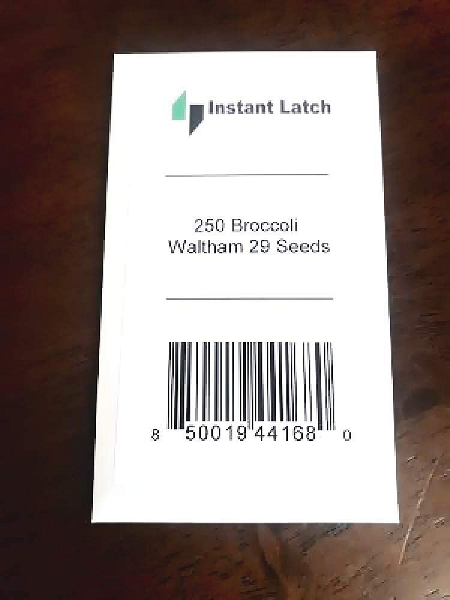 Instant Latch
250 Broccoli
Waltham 29 Seeds
8 50019 44168 0